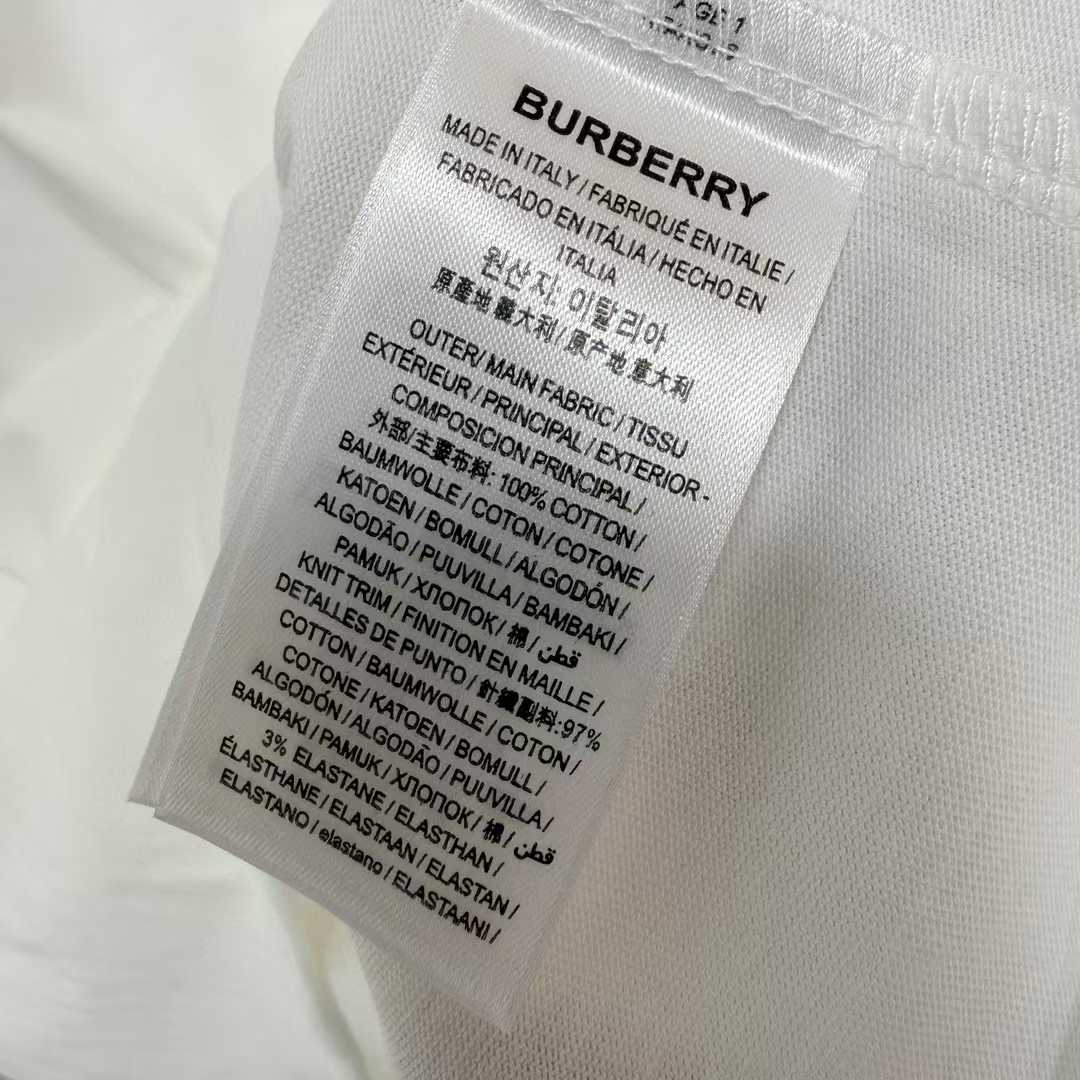 BURBERRY
MADE IN ITALY / FABRIQUÉ EN ITALIE /
FABRICADO EN ITÁLIA / HECHO EN
ITALIA
원산지: 이탈리아
原產地 意大利 / 原产地 意大利
OUTER/ MAIN FABRIC / TISSU
EXTÉRIEUR / PRINCIPAL / EXTERIOR -
COMPOSICION PRINCIPAL /
外部/主要布料: 100% COTTON /
BAUMWOLLE / COTON / COTONE /
KATOEN / BOMULL / ALGODÓN /
ALGODÃO / PUUVILLA / BAMBAKI /
PAMUK / ХЛОПОК / 棉 / قطن
KNIT TRIM / FINITION EN MAILLE /
DETALLES DE PUNTO / 針織副料:97%
COTTON / BAUMWOLLE / COTON /
COTONE / KATOEN / BOMULL /
ALGODÓN / ALGODÃO / PUUVILLA /
BAMBAKI / PAMUK / ХЛОПОК / 棉 / قطن
3% ELASTANE / ELASTHAN /
ÉLASTHANE / ELASTAAN / ELASTAN /
ELASTANO / elastano / ELASTAANI /